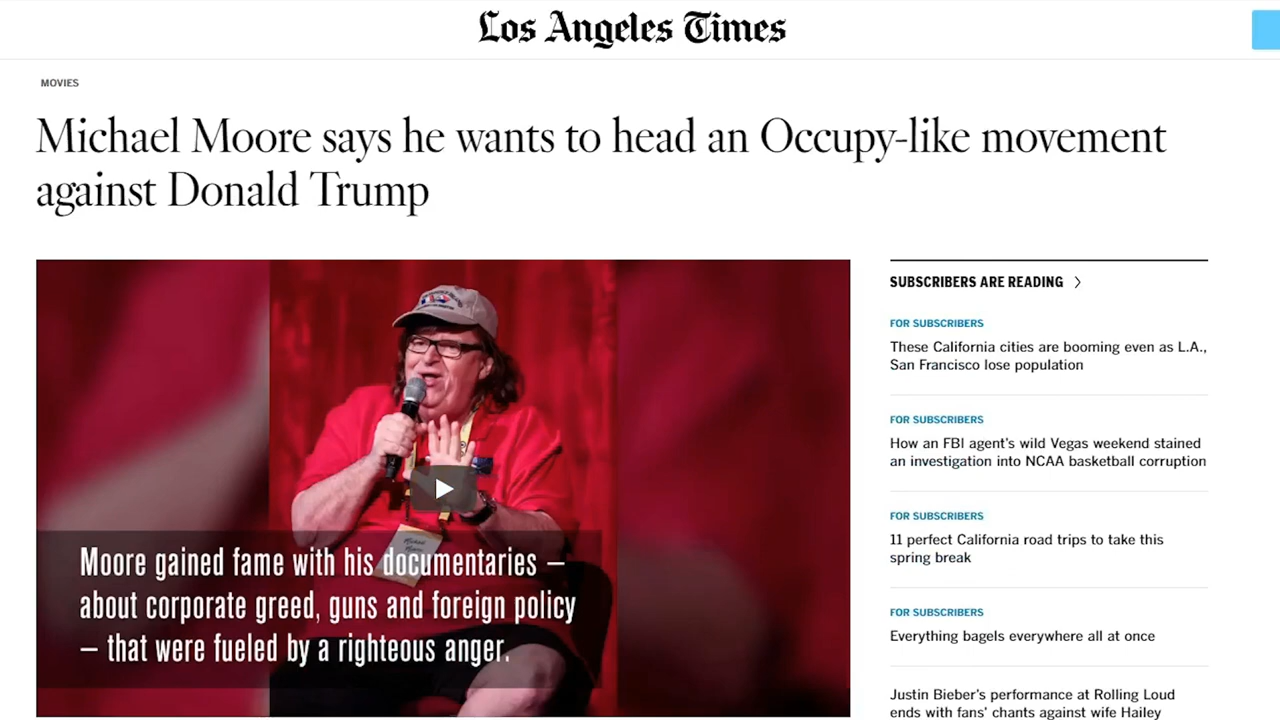 Los Angeles Times
MOVIES
Michael Moore says he wants to head an Occupy-like movement
against Donald Trump
SUBSCRIBERS ARE READING
FOR SUBSCRIBERS
These California cities are booming even as L.A.,
San Francisco lose population
FOR SUBSCRIBERS
How an FBI agent’s wild Vegas weekend stained
an investigation into NCAA basketball corruption
FOR SUBSCRIBERS
11 perfect California road trips to take this
spring break
FOR SUBSCRIBERS
Everything bagels everywhere all at once
Justin Bieber’s performance at Rolling Loud
ends with fans’ chants against wife Hailey
Moore gained fame with his documentaries –
about corporate greed, guns and foreign policy
– that were fueled by a righteous anger.